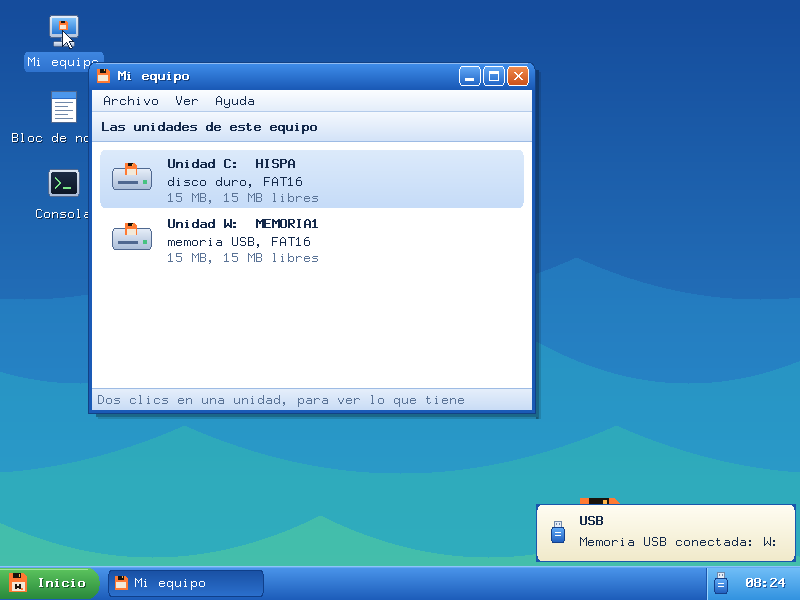 Mi equipo
Bloc de no
Consola
Mi equipo
Archivo Ver Ayuda
Las unidades de este equipo
Unidad C: HISPA
disco duro, FAT16
15 MB, 15 MB libres
Unidad W: MEMORIA1
memoria USB, FAT16
15 MB, 15 MB libres
Dos clics en una unidad, para ver lo que tiene
USB
Memoria USB conectada: W:
Inicio
Mi equipo
08:24